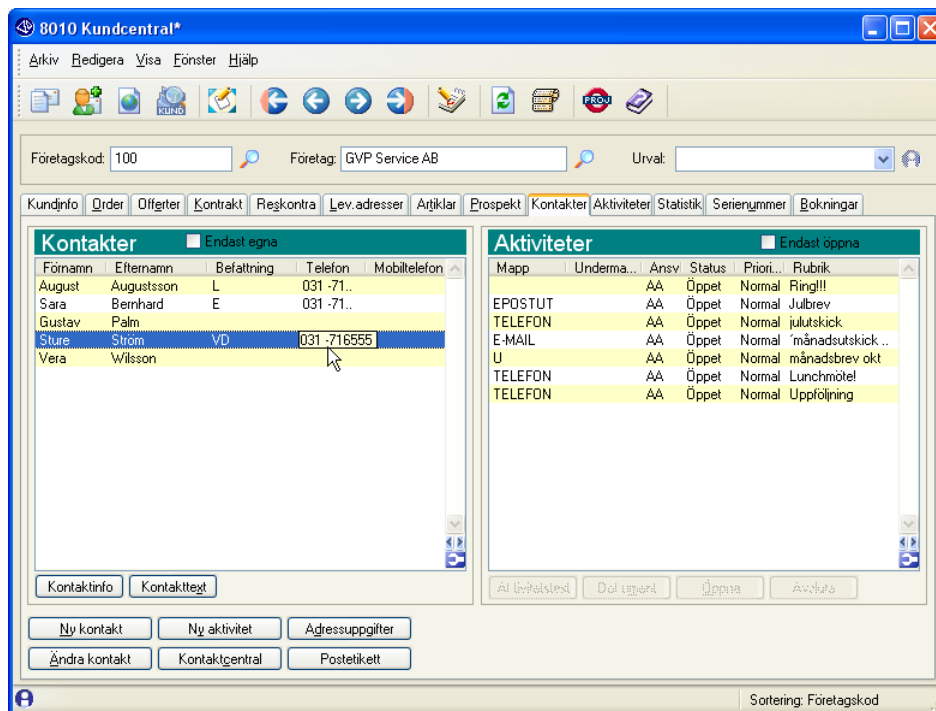 8010 Kundcentral*
Arkiv Redigera Visa Fönster Hjälp
KUND PROJ
Företagskod: 100 Företag: GVP Service AB Urval:
Kundinfo Order Offerter Kontrakt Reskontra Lev.adresser Artiklar Prospekt Kontakter Aktiviteter Statistik Serienummer Bokningar
Kontakter Endast egna
Förnamn Efternamn Befattning Telefon Mobiltelefon
August Augustsson L 031 -71..
Sara Bernhard E 031 -71..
Gustav Palm
Sture Ström VD 031 -716555
Vera Wilsson
Kontaktinfo Kontakttext
Aktiviteter Endast öppna
Mapp Underma... Ansv Status Priori... Rubrik
AA Öppet Normal Ring!!!
EPOSTUT AA Öppet Normal Julbrev
TELEFON AA Öppet Normal julutskick
E-MAIL AA Öppet Normal ´månadsutskick ..
U AA Öppet Normal månadsbrev okt
TELEFON AA Öppet Normal Lunchmöte!
TELEFON AA Öppet Normal Uppföljning
Öppna Avsluta
Ny kontakt Ny aktivitet Adressuppgifter
Ändra kontakt Kontaktcentral Postetikett
Sortering: Företagskod